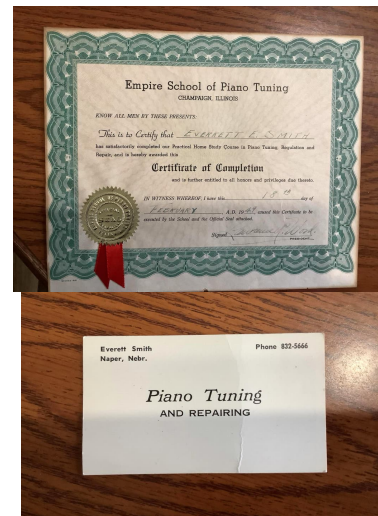 Empire School of Piano Tuning
CHAMPAIGN, ILLINOIS
KNOW ALL MEN BY THESE PRESENTS:
This is to Certify that EVERETT E. SMITH
has satisfactorily completed our Practical Home Study Course in Piano Tuning, Regulation and
Repair, and is hereby awarded this
Certificate of Completion
and is further entitled to all honors and privileges due thereto.
IN WITNESS WHEREOF, I have this day of
FEBRUARY A.D. award this Certificate to be
executed by the School and the Official Seal attached.
Signed
PRESIDENT
Everett Smith
Naper, Nebr.
Phone 832-5666
Piano Tuning
AND REPAIRING